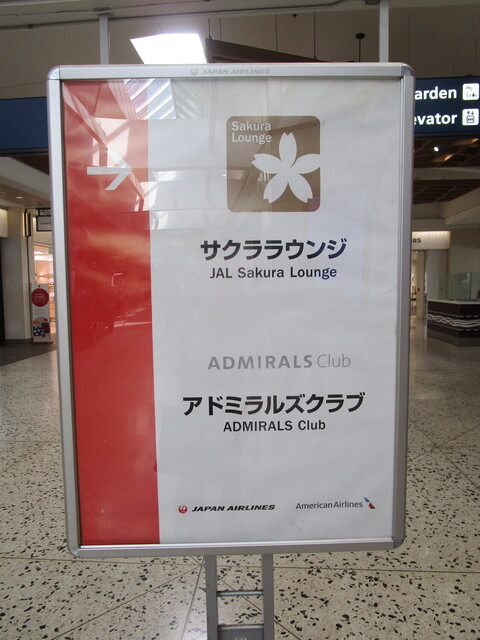 JAPAN AIRLINES
arden
evator
Sakura
Lounge
サクララウンジ
JAL Sakura Lounge
ADMIRALS Club
アドミラルズクラブ
ADMIRALS Club
JAPAN AIRLINES
American Airlines